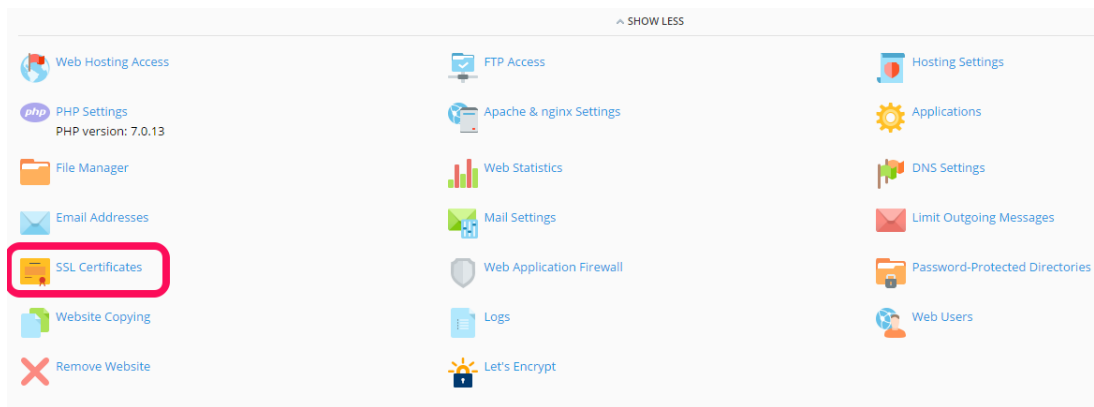 SHOW LESS
Web Hosting Access
FTP Access
Hosting Settings
php PHP Settings
PHP version: 7.0.13
Apache & nginx Settings
Applications
File Manager
Web Statistics
DNS Settings
Email Addresses
Mail Settings
Limit Outgoing Messages
SSL Certificates
Web Application Firewall
Password-Protected Directories
Website Copying
Logs
Web Users
Remove Website
Let's Encrypt